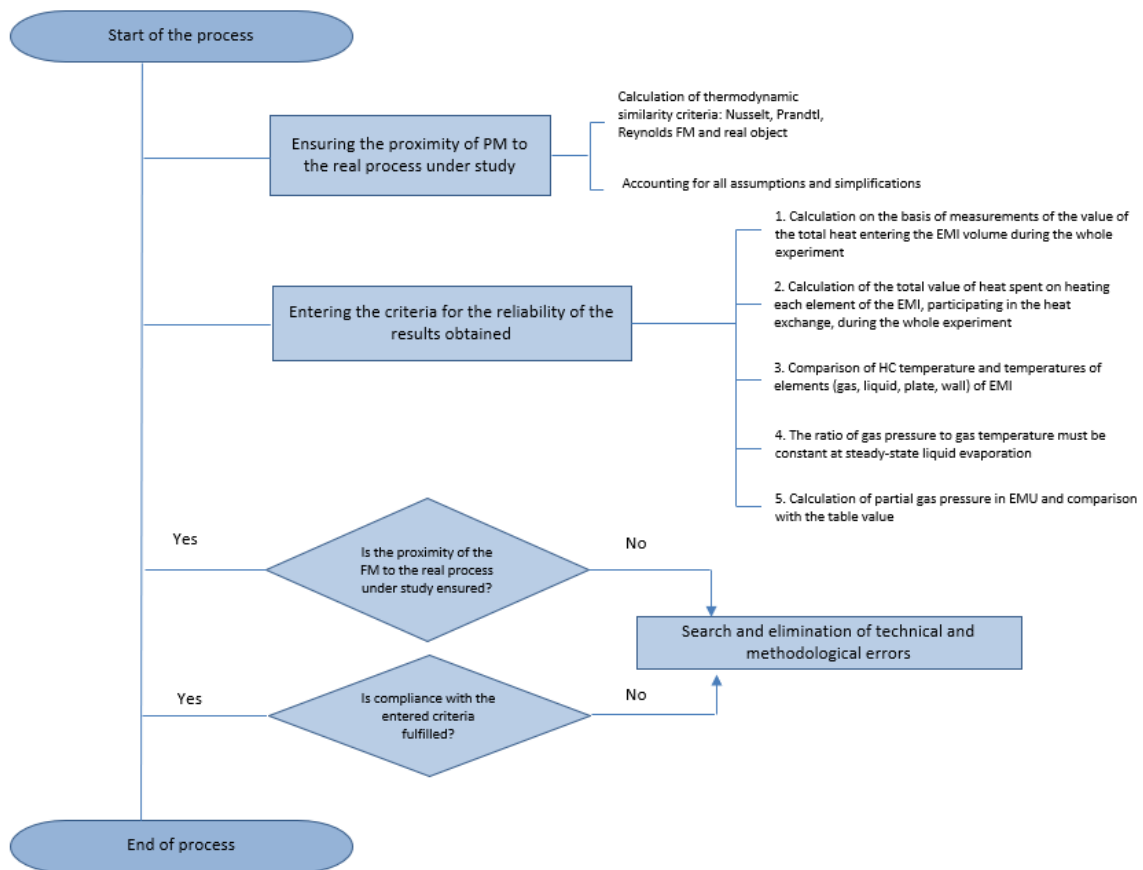 Start of the process
Calculation of thermodynamic
similarity criteria: Nusselt, Prandtl,
Reynolds FM and real object
Ensuring the proximity of PM to
the real process under study
Accounting for all assumptions and simplifications
1. Calculation on the basis of measurements of the value of
the total heat entering the EMI volume during the whole
experiment
2. Calculation of the total value of heat spent on heating
each element of the EMI, participating in the heat
exchange, during the whole experiment
Entering the criteria for the reliability of the
results obtained
3. Comparison of HC temperature and temperatures of
elements (gas, liquid, plate, wall) of EMI
4. The ratio of gas pressure to gas temperature must be
constant at steady-state liquid evaporation
5. Calculation of partial gas pressure in EMU and comparison
with the table value
Yes
Is the proximity of the
FM to the real process
under study ensured?
No
Search and elimination of technical and
methodological errors
Yes
Is compliance with the
entered criteria
fulfilled?
No
End of process